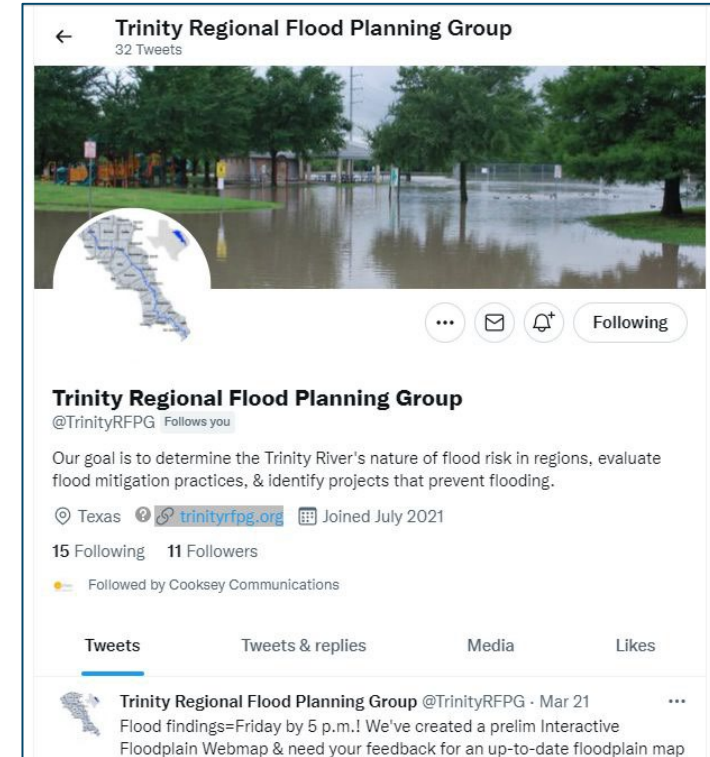 Trinity Regional Flood Planning Group
32 Tweets
Following
Trinity Regional Flood Planning Group
@TrinityRFPG Follows you
Our goal is to determine the Trinity River's nature of flood risk in regions, evaluate
flood mitigation practices, & identify projects that prevent flooding.
Texas trinityrfpg.org Joined July 2021
15 Following 11 Followers
Followed by Cooksey Communications
Tweets Tweets & replies Media Likes
Trinity Regional Flood Planning Group @TrinityRFPG · Mar 21
Flood findings=Friday by 5 p.m.! We've created a prelim Interactive
Floodplain Webmap & need your feedback for an up-to-date floodplain map